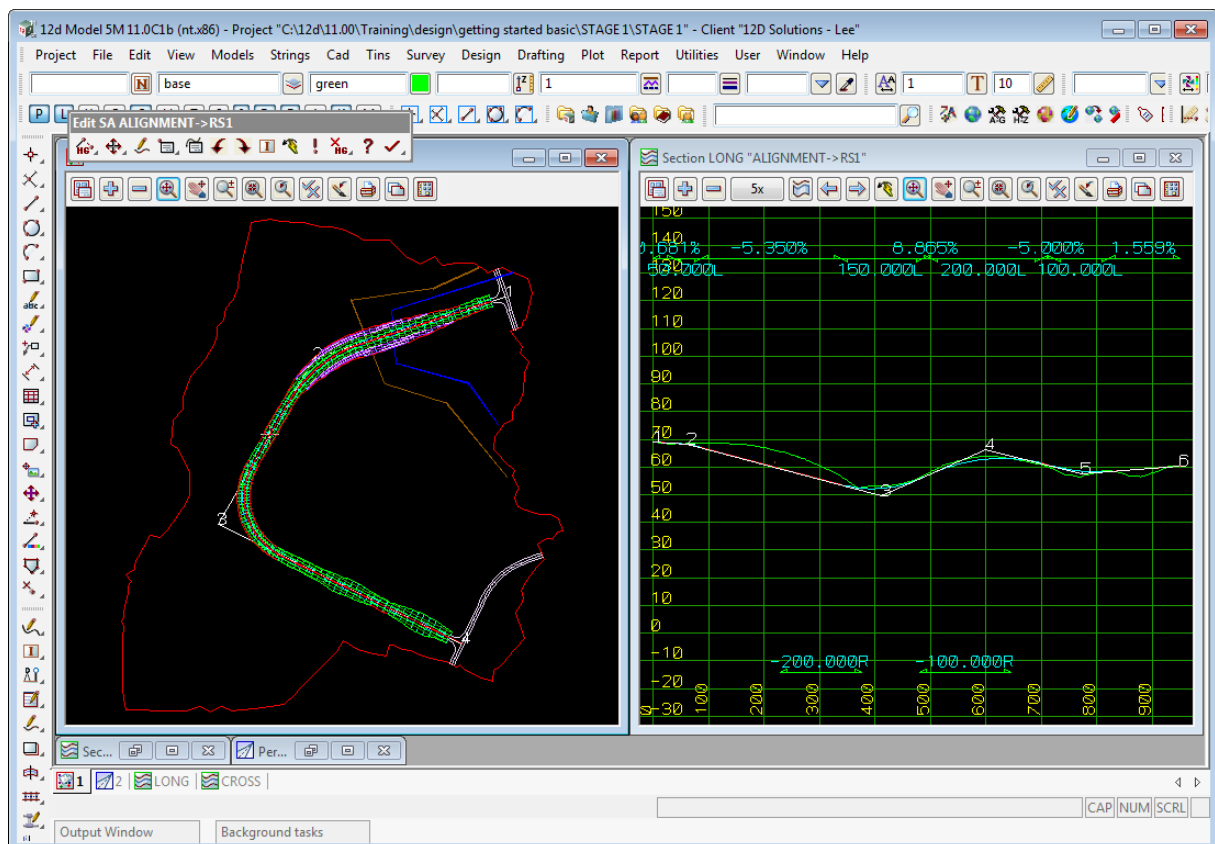 12d Model 5M 11.0C1b (nt.x86) - Project "C:\12d\11.00\Training\design\getting started basic\STAGE 1\STAGE 1" - Client "12D Solutions - Lee"
Project File Edit View Models Strings Cad Tins Survey Design Drafting Plot Report Utilities User Window Help
base green 1 1 10
Edit SA ALIGNMENT->RS1
Section LONG "ALIGNMENT->RS1"
5x
1
2
3
4
150
140
-5.350% 8.865% -5.000% 1.559%
150.000L 200.000L 100.000L
120
110
100
90
80
70
60
50
40
30
20
10
0
-10
-20
-30
1 2 3 4 5 6
-200.000R -100.000R
0 100 200 300 400 500 600 700 800 900
Sec... Per...
1 2 LONG CROSS
CAP NUM SCRL
Output Window Background tasks